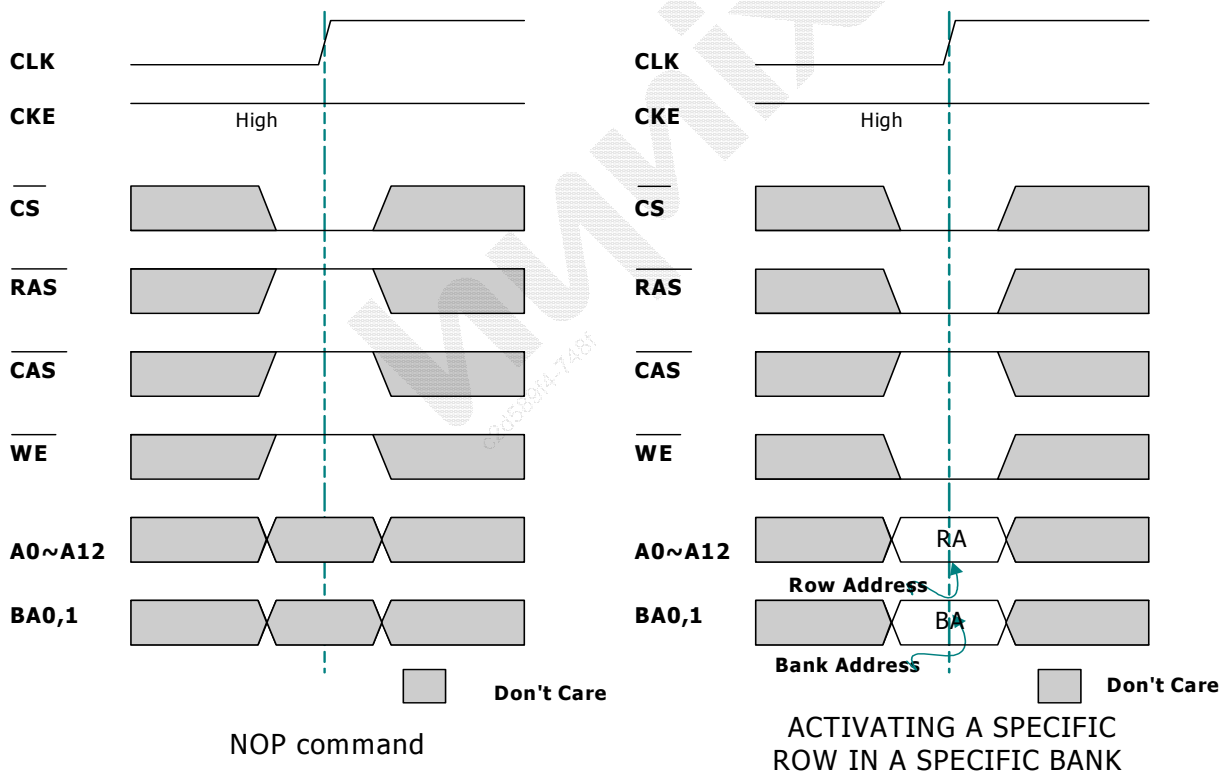 CLK
CKE
High
CS
RAS
CAS
WE
A0~A12
BA0,1
Don't Care
NOP command
CLK
CKE
High
CS
RAS
CAS
WE
A0~A12
RA
Row Address
BA0,1
BA
Bank Address
Don't Care
ACTIVATING A SPECIFIC
ROW IN A SPECIFIC BANK